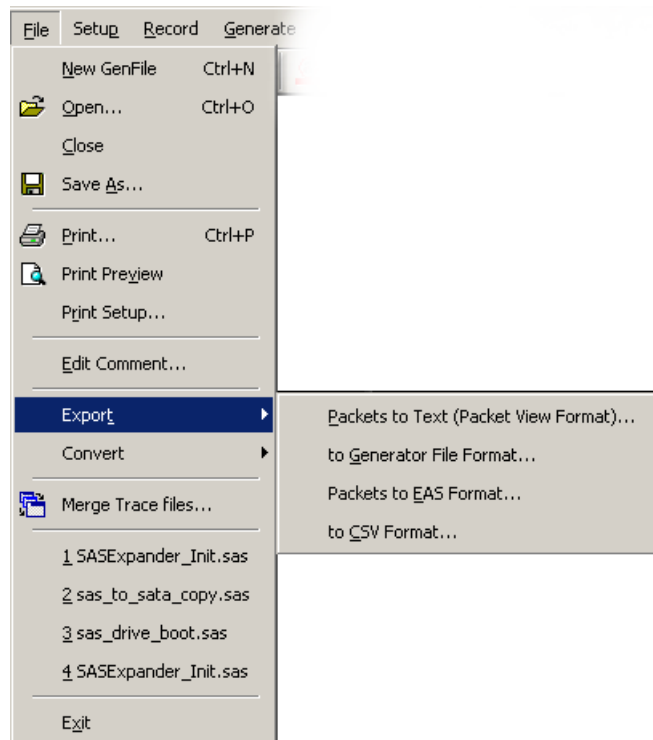 File Setup Record Generate
New GenFile Ctrl+N
Open... Ctrl+O
Close
Save As...
Print... Ctrl+P
Print Preview
Print Setup...
Edit Comment...
Export
Packets to Text (Packet View Format)...
to Generator File Format...
Packets to EAS Format...
to CSV Format...
Convert
Merge Trace files...
1 SASExpander_Init.sas
2 sas_to_sata_copy.sas
3 sas_drive_boot.sas
4 SASExpander_Init.sas
Exit